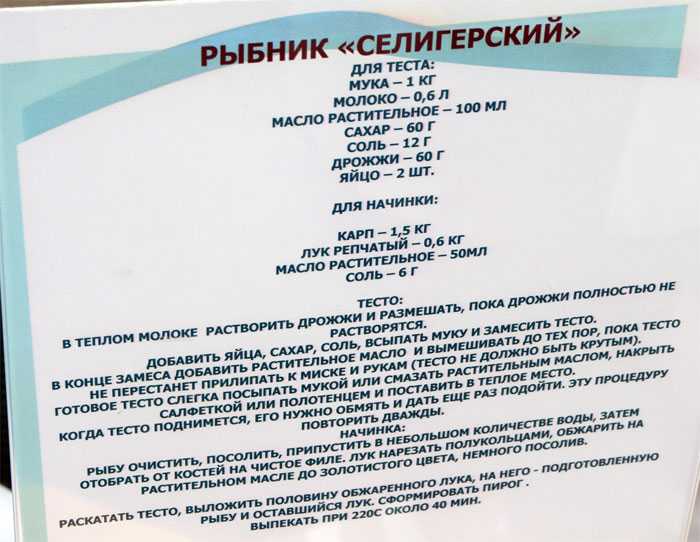 РЫБНИК «СЕЛИГЕРСКИЙ»
ДЛЯ ТЕСТА:
МУКА – 1 КГ
МОЛОКО – 0,6 Л
МАСЛО РАСТИТЕЛЬНОЕ – 100 МЛ
САХАР – 60 Г
СОЛЬ – 12 Г
ДРОЖЖИ – 60 Г
ЯЙЦО – 2 ШТ.
ДЛЯ НАЧИНКИ:
КАРП – 1,5 КГ
ЛУК РЕПЧАТЫЙ – 0,6 КГ
МАСЛО РАСТИТЕЛЬНОЕ – 50МЛ
СОЛЬ – 6 Г
ТЕСТО:
В ТЕПЛОМ МОЛОКЕ РАСТВОРИТЬ ДРОЖЖИ И РАЗМЕШАТЬ, ПОКА ДРОЖЖИ ПОЛНОСТЬЮ НЕ
РАСТВОРЯТСЯ.
ДОБАВИТЬ ЯЙЦА, САХАР, СОЛЬ, ВСЫПАТЬ МУКУ И ЗАМЕСИТЬ ТЕСТО.
В КОНЦЕ ЗАМЕСА ДОБАВИТЬ РАСТИТЕЛЬНОЕ МАСЛО И ВЫМЕШИВАТЬ ДО ТЕХ ПОР, ПОКА ТЕСТО
НЕ ПЕРЕСТАНЕТ ПРИЛИПАТЬ К МИСКЕ И РУКАМ (ТЕСТО НЕ ДОЛЖНО БЫТЬ КРУТЫМ).
ГОТОВОЕ ТЕСТО СЛЕГКА ПОСЫПАТЬ МУКОЙ ИЛИ СМАЗАТЬ РАСТИТЕЛЬНЫМ МАСЛОМ, НАКРЫТЬ
САЛФЕТКОЙ ИЛИ ПОЛОТЕНЦЕМ И ПОСТАВИТЬ В ТЕПЛОЕ МЕСТО.
КОГДА ТЕСТО ПОДНИМЕТСЯ, ЕГО НУЖНО ОБМЯТЬ И ДАТЬ ЕЩЕ РАЗ ПОДОЙТИ. ЭТУ ПРОЦЕДУРУ
ПОВТОРИТЬ ДВАЖДЫ.
НАЧИНКА:
РЫБУ ОЧИСТИТЬ, ПОСОЛИТЬ, ПРИПУСТИТЬ В НЕБОЛЬШОМ КОЛИЧЕСТВЕ ВОДЫ, ЗАТЕМ
ОТОБРАТЬ ОТ КОСТЕЙ НА ЧИСТОЕ ФИЛЕ. ЛУК НАРЕЗАТЬ ПОЛУКОЛЬЦАМИ, ОБЖАРИТЬ НА
РАСТИТЕЛЬНОМ МАСЛЕ ДО ЗОЛОТИСТОГО ЦВЕТА, НЕМНОГО ПОСОЛИВ.
РАСКАТАТЬ ТЕСТО, ВЫЛОЖИТЬ ПОЛОВИНУ ОБЖАРЕННОГО ЛУКА, НА НЕГО - ПОДГОТОВЛЕННУЮ
РЫБУ И ОСТАВШИЙСЯ ЛУК. СФОРМИРОВАТЬ ПИРОГ .
ВЫПЕКАТЬ ПРИ 220С ОКОЛО 40 МИН.